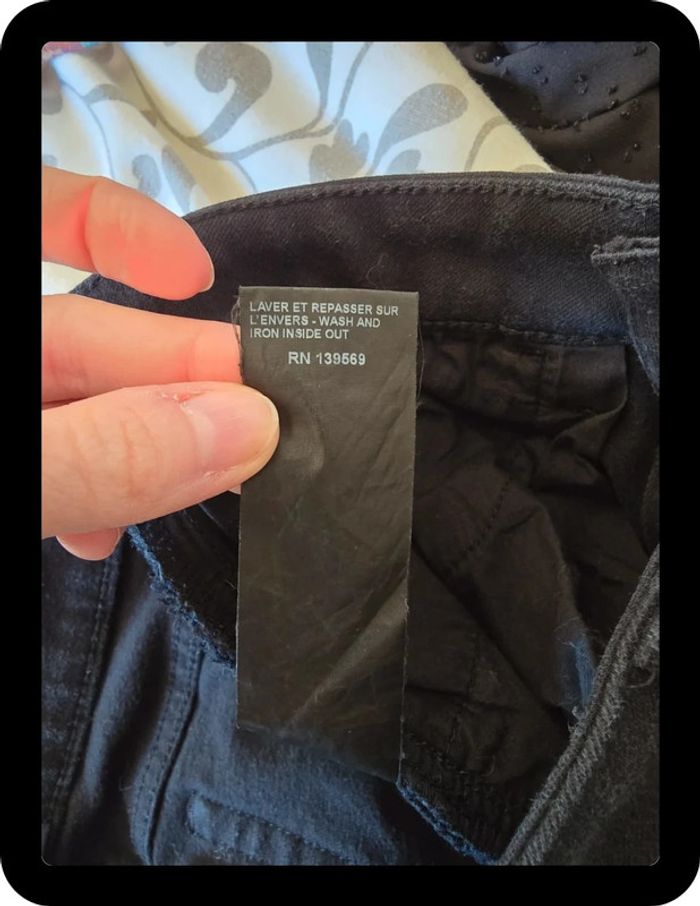 LAVER ET REPASSER SUR
L'ENVERS - WASH AND
IRON INSIDE OUT
RN 139569